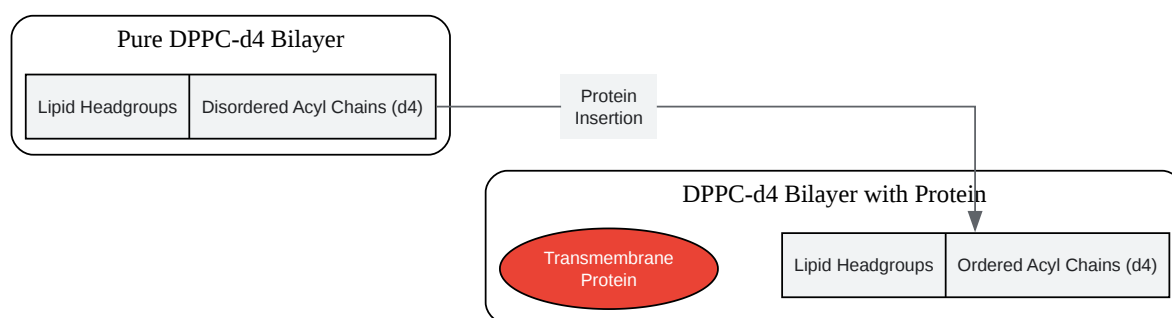 Pure DPPC-d4 Bilayer
Lipid Headgroups
Disordered Acyl Chains (d4)
Protein
Insertion
DPPC-d4 Bilayer with Protein
Transmembrane
Protein
Lipid Headgroups
Ordered Acyl Chains (d4)